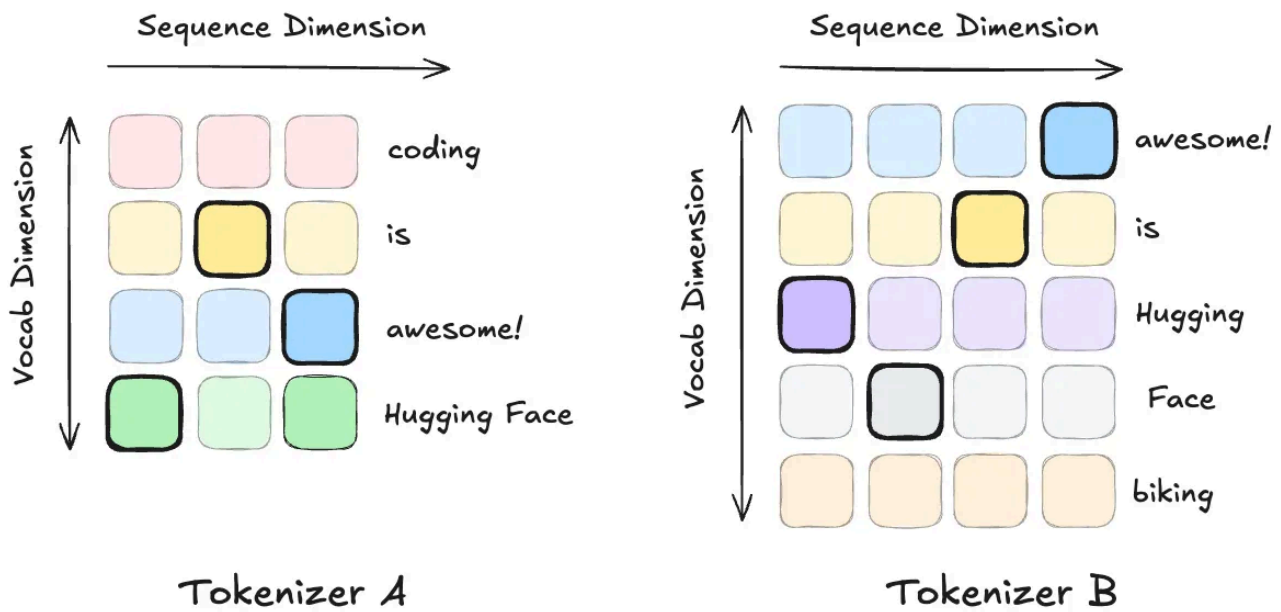 Sequence Dimension
Vocab Dimension
coding
is
awesome!
Hugging Face
Tokenizer A
Sequence Dimension
Vocab Dimension
awesome!
is
Hugging
Face
biking
Tokenizer B